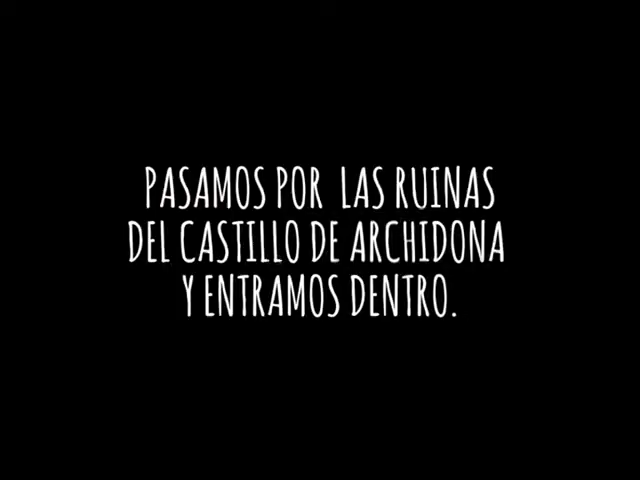 PASAMOS POR LAS RUINAS
DEL CASTILLO DE ARCHIDONA
Y ENTRAMOS DENTRO.